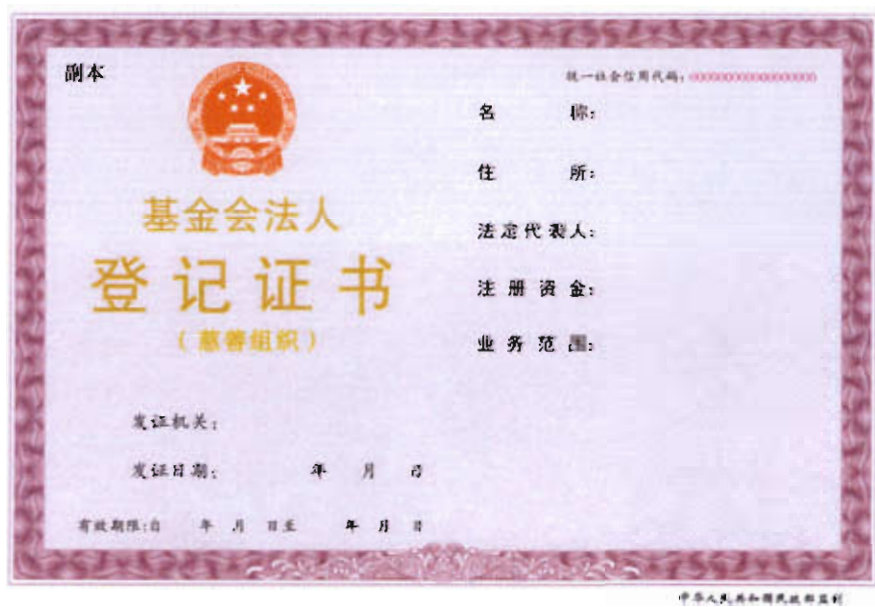 副本
基金会法人
登记证书
(慈善组织)
发证机关:
发证日期: 年 月 日
有效期限:自 年 月 日至 年 月 日
统一社会信用代码:000000000000000000
名 称:
住 所:
法定代表人:
注册资金:
业务范围:
中华人民共和国民政部监制